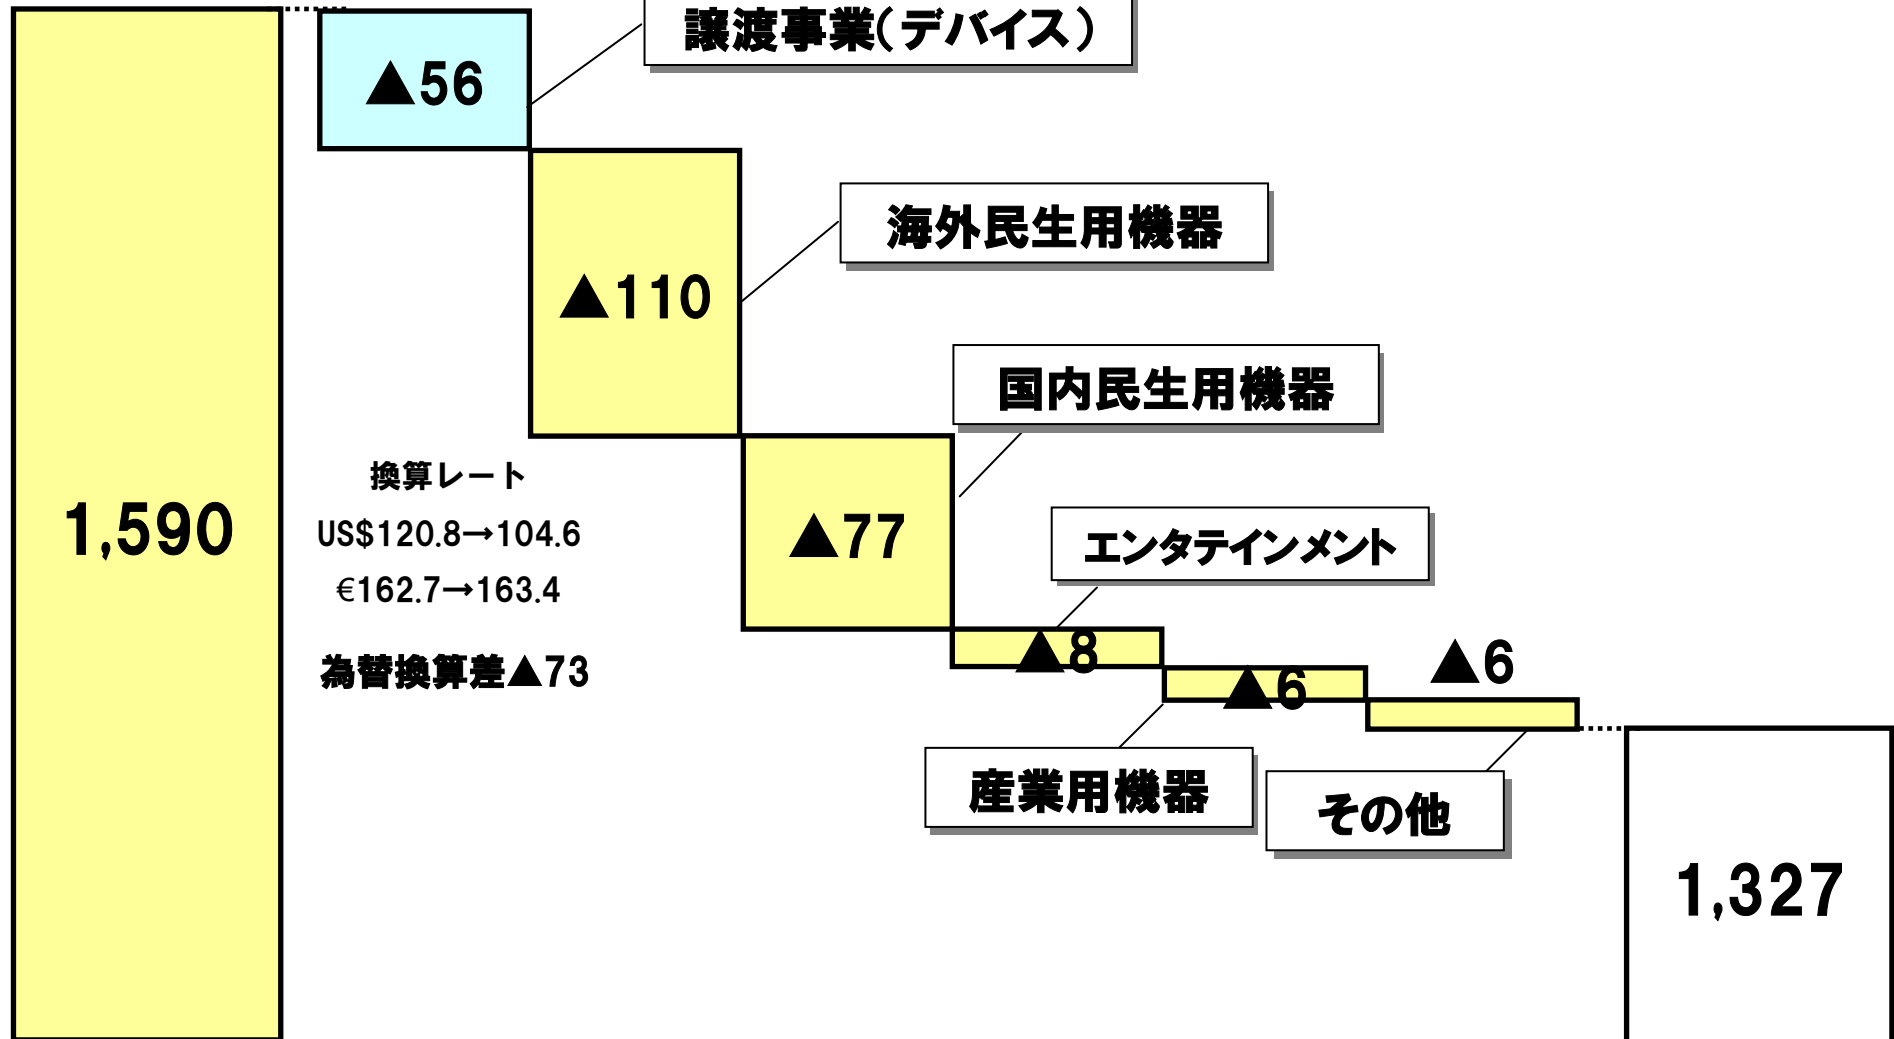 譲渡事業(デバイス)
▲56
海外民生用機器
▲110
国内民生用機器
換算レート
US$120.8→104.6
€162.7→163.4
為替換算差▲73
1,590
▲77
エンタテインメント
▲8
▲6
▲6
産業用機器
その他
1,327